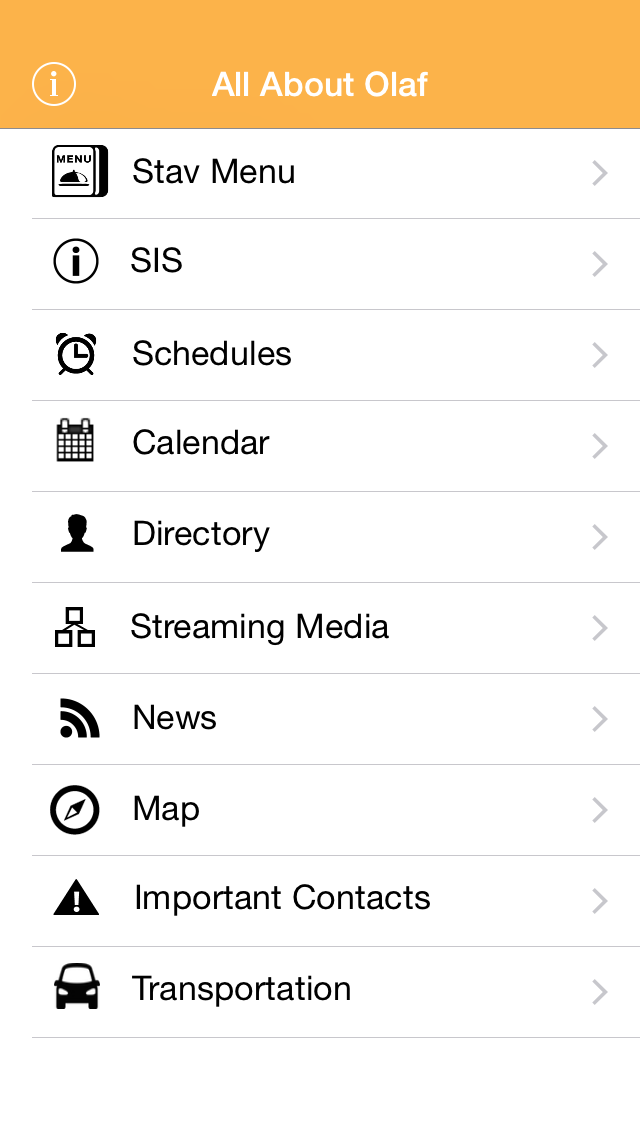 All About Olaf
MENU
Stav Menu
SIS
Schedules
Calendar
Directory
Streaming Media
News
Map
Important Contacts
Transportation